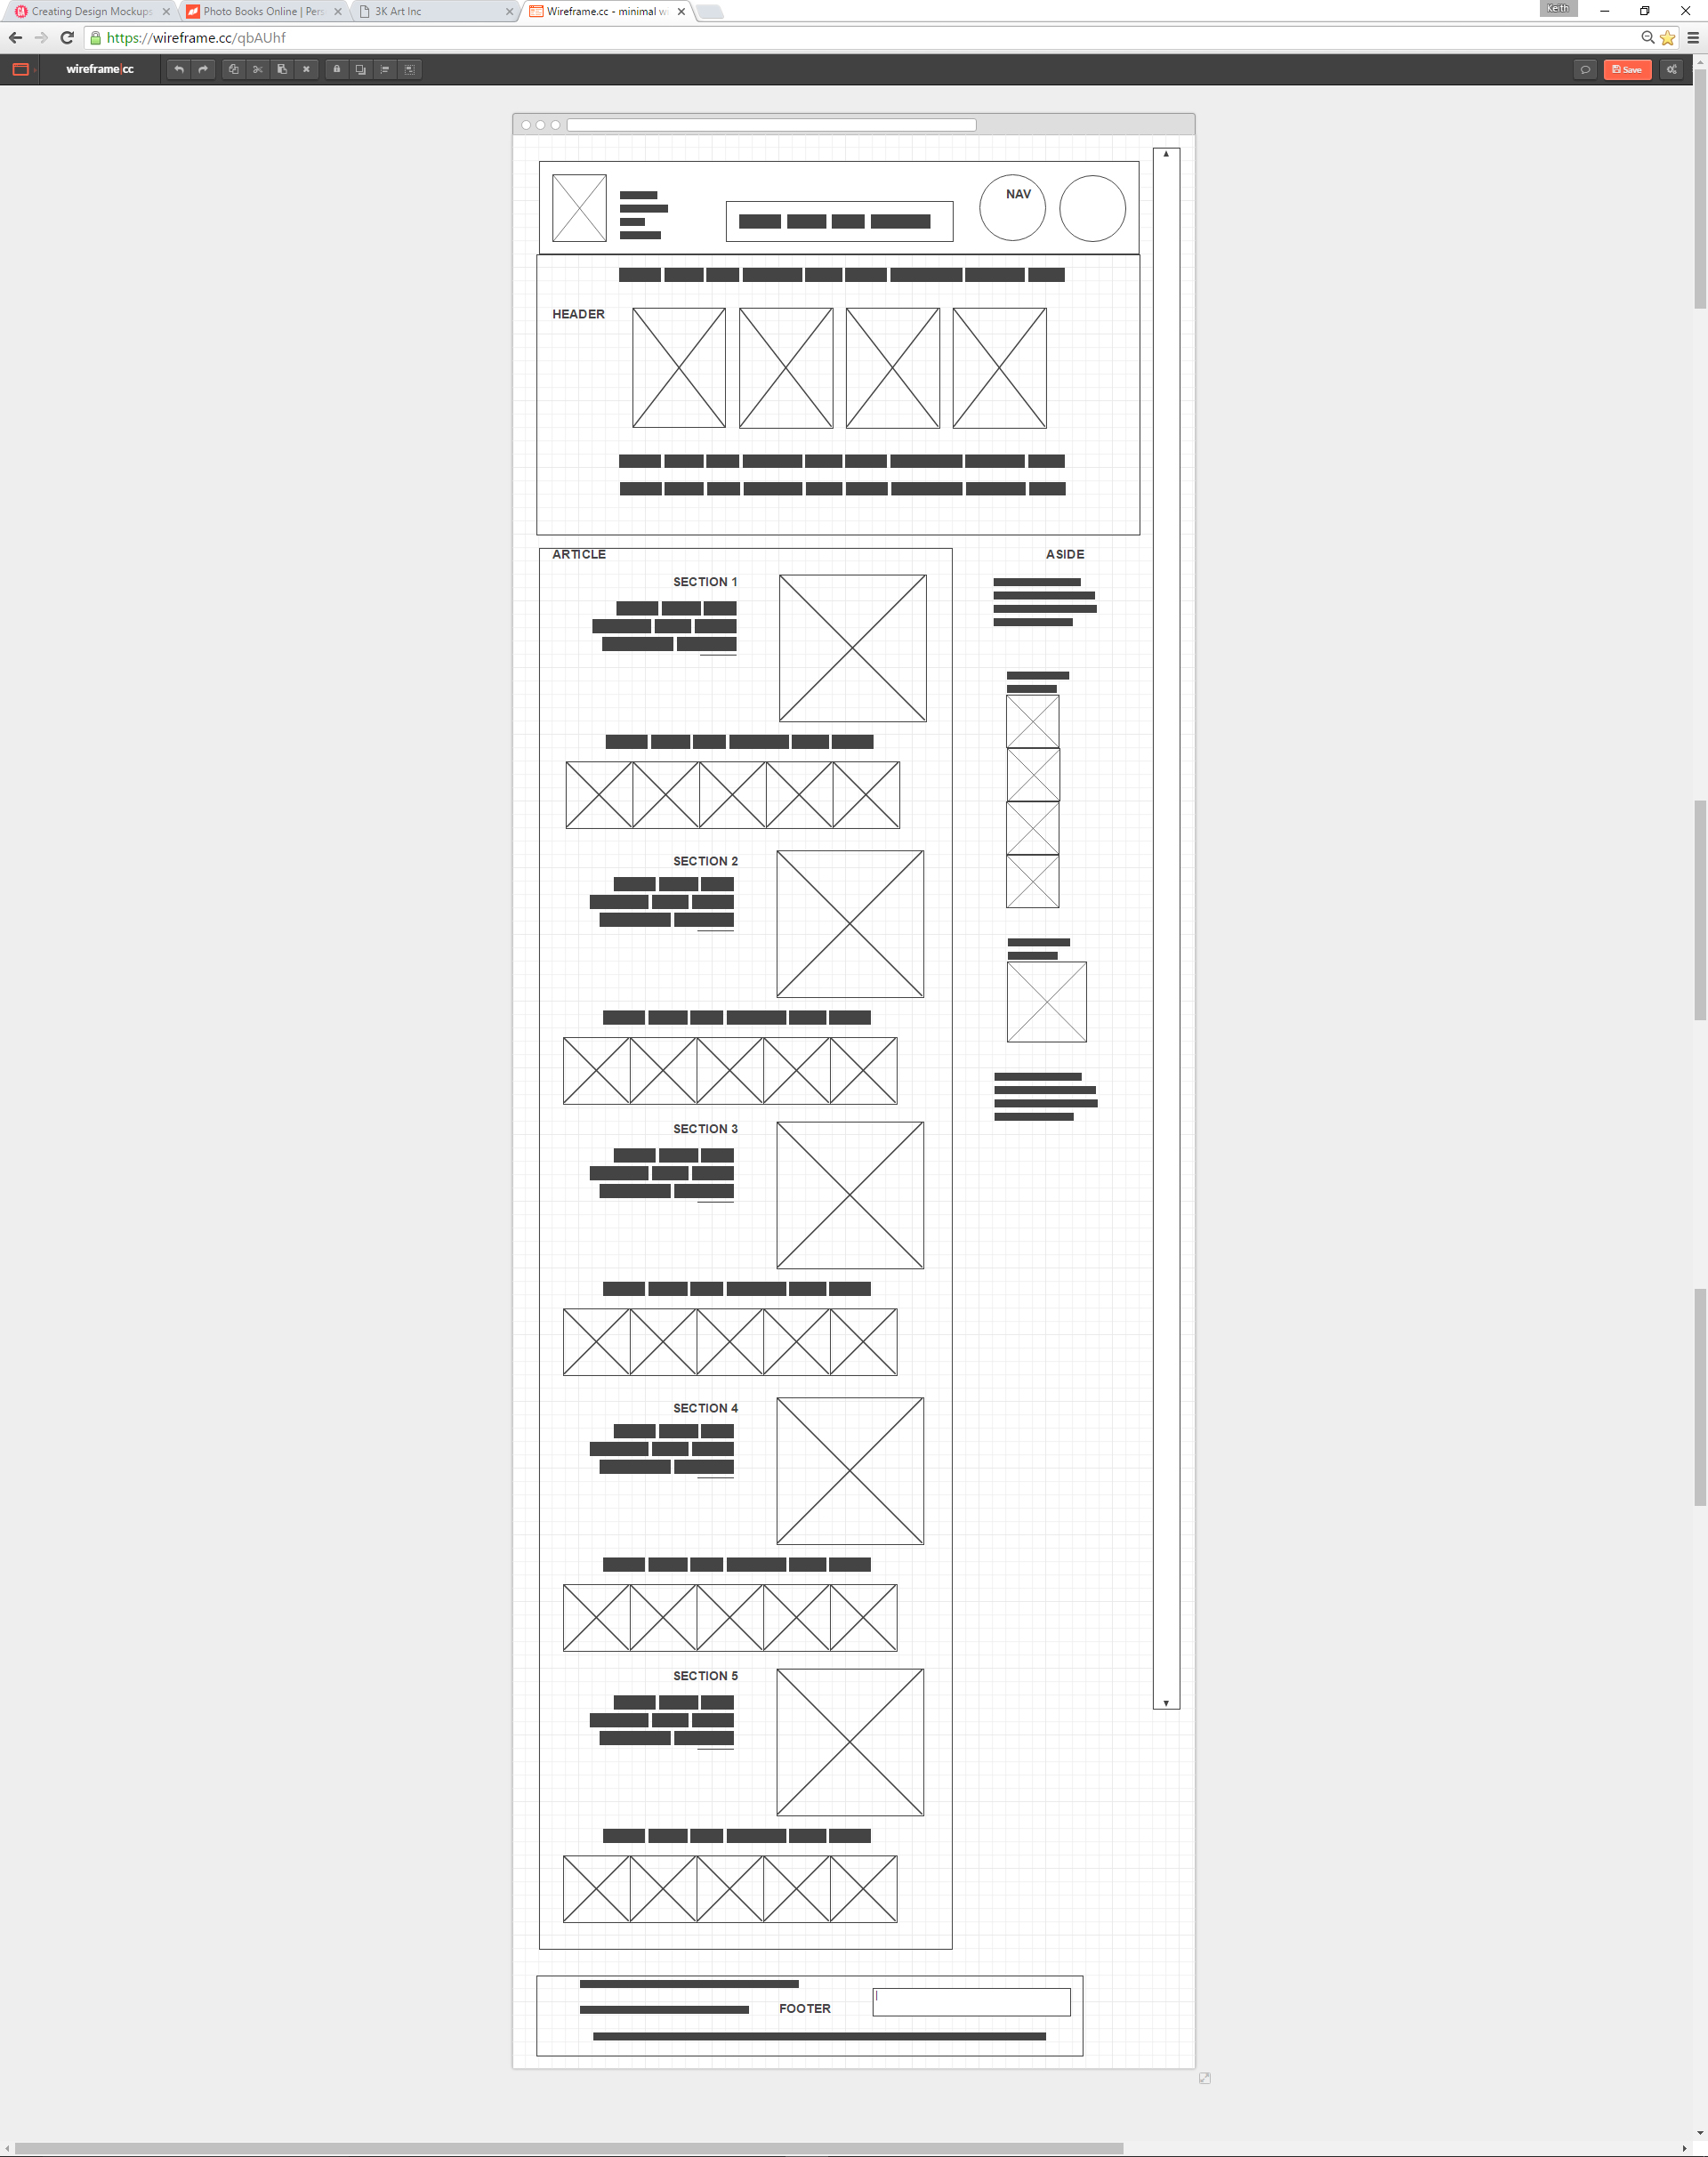 Creating Design Mockups
Photo Books Online | Pers
3K Art Inc
Wireframe.cc - minimal w
Keith
https://wireframe.cc/qbAUhf
wireframe|cc
Save
NAV
HEADER
ARTICLE
ASIDE
SECTION 1
SECTION 2
SECTION 3
SECTION 4
SECTION 5
FOOTER